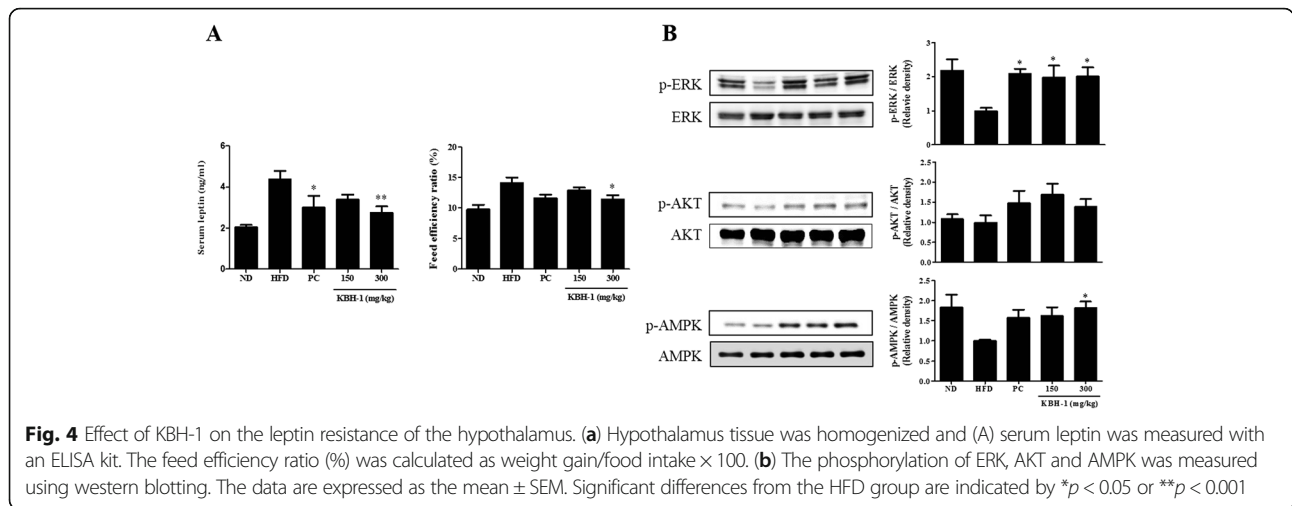 A
B
Serum leptin (ng/ml)
6
4
2
0
ND HFD PC 150 300
KBH-1 (mg/kg)
Feed efficiency ratio (%)
20
15
10
5
0
ND HFD PC 150 300
KBH-1 (mg/kg)
* **
*
p-ERK
ERK
p-ERK / ERK
(Relavie density)
3
2
1
0
* * *
p-AKT
AKT
p-AKT / AKT
(Relative density)
2.5
2.0
1.5
1.0
0.5
0.0
p-AMPK
AMPK
p-AMPK / AMPK
(Relative density)
2.5
2.0
1.5
1.0
0.5
0.0
*
ND HFD PC 150 300
KBH-1 (mg/kg)
Fig. 4 Effect of KBH-1 on the leptin resistance of the hypothalamus. (a) Hypothalamus tissue was homogenized and (A) serum leptin was measured with
an ELISA kit. The feed efficiency ratio (%) was calculated as weight gain/food intake × 100. (b) The phosphorylation of ERK, AKT and AMPK was measured
using western blotting. The data are expressed as the mean ± SEM. Significant differences from the HFD group are indicated by *p < 0.05 or **p < 0.001